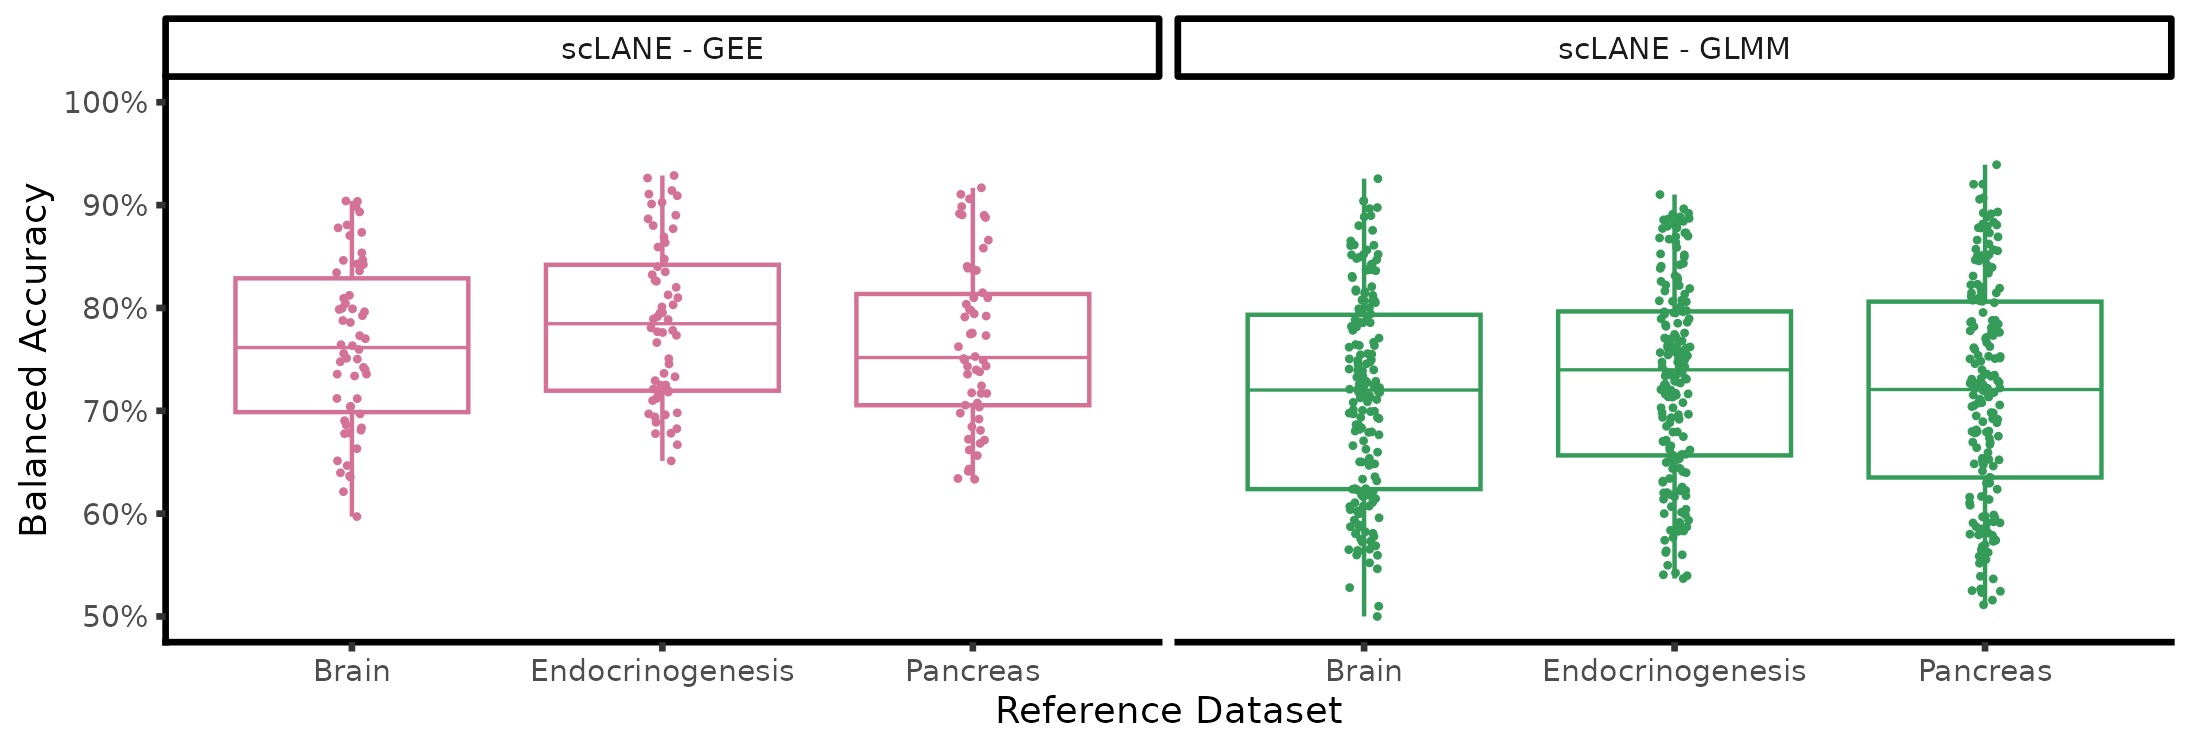 scLANE - GEE
scLANE - GLMM
Balanced Accuracy
100%
90%
80%
70%
60%
50%
Brain
Endocrinogenesis
Pancreas
Brain
Endocrinogenesis
Pancreas
Reference Dataset